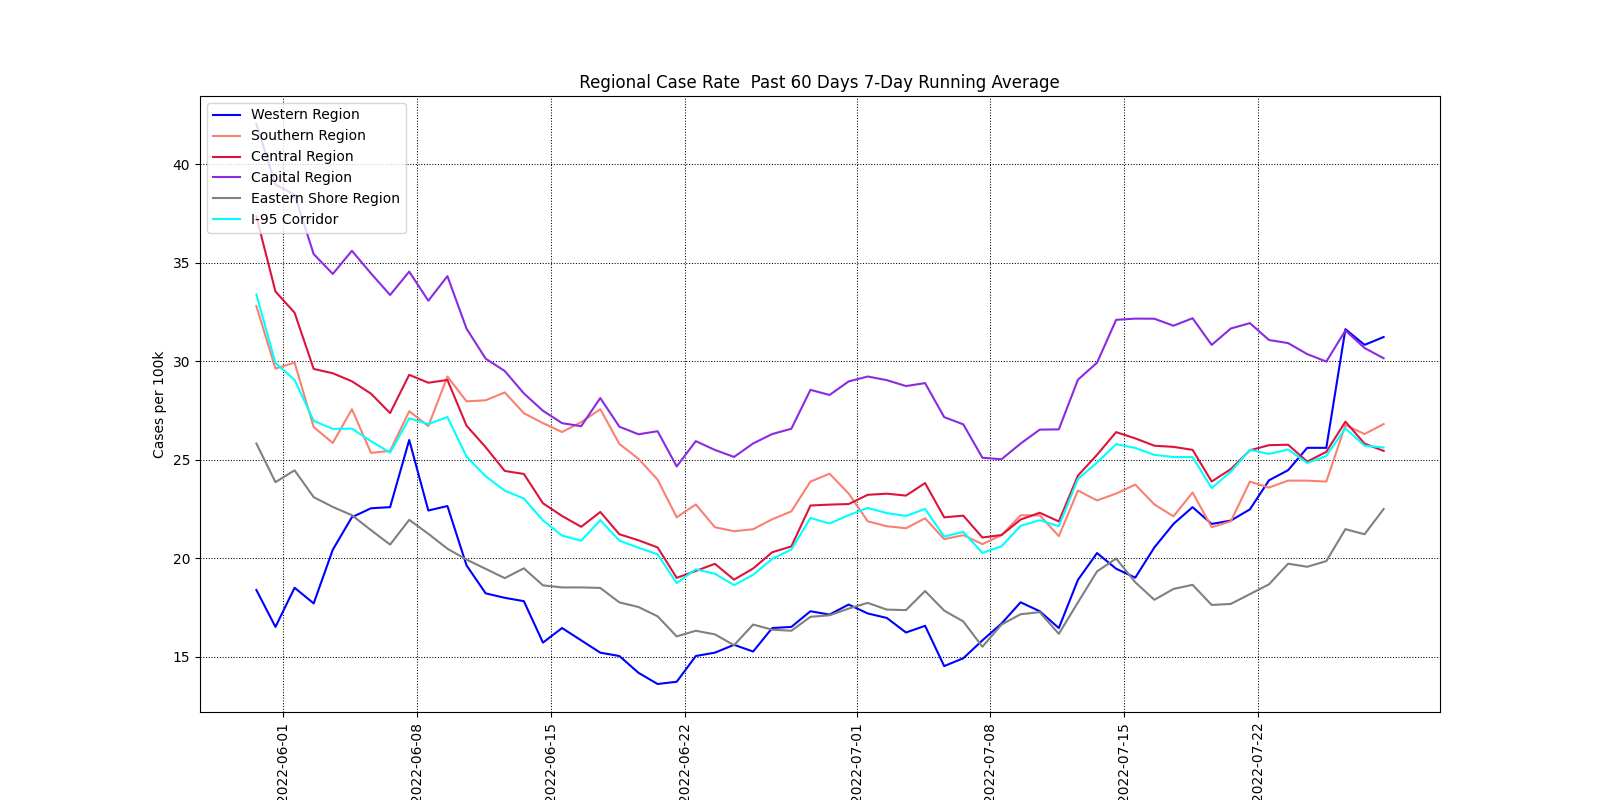 Regional Case Rate  Past 60 Days 7-Day Running Average
Western Region
Southern Region
Central Region
Capital Region
Eastern Shore Region
I-95 Corridor
Cases per 100k
40
35
30
25
20
15
2022-06-01
2022-06-08
2022-06-15
2022-06-22
2022-07-01
2022-07-08
2022-07-15
2022-07-22